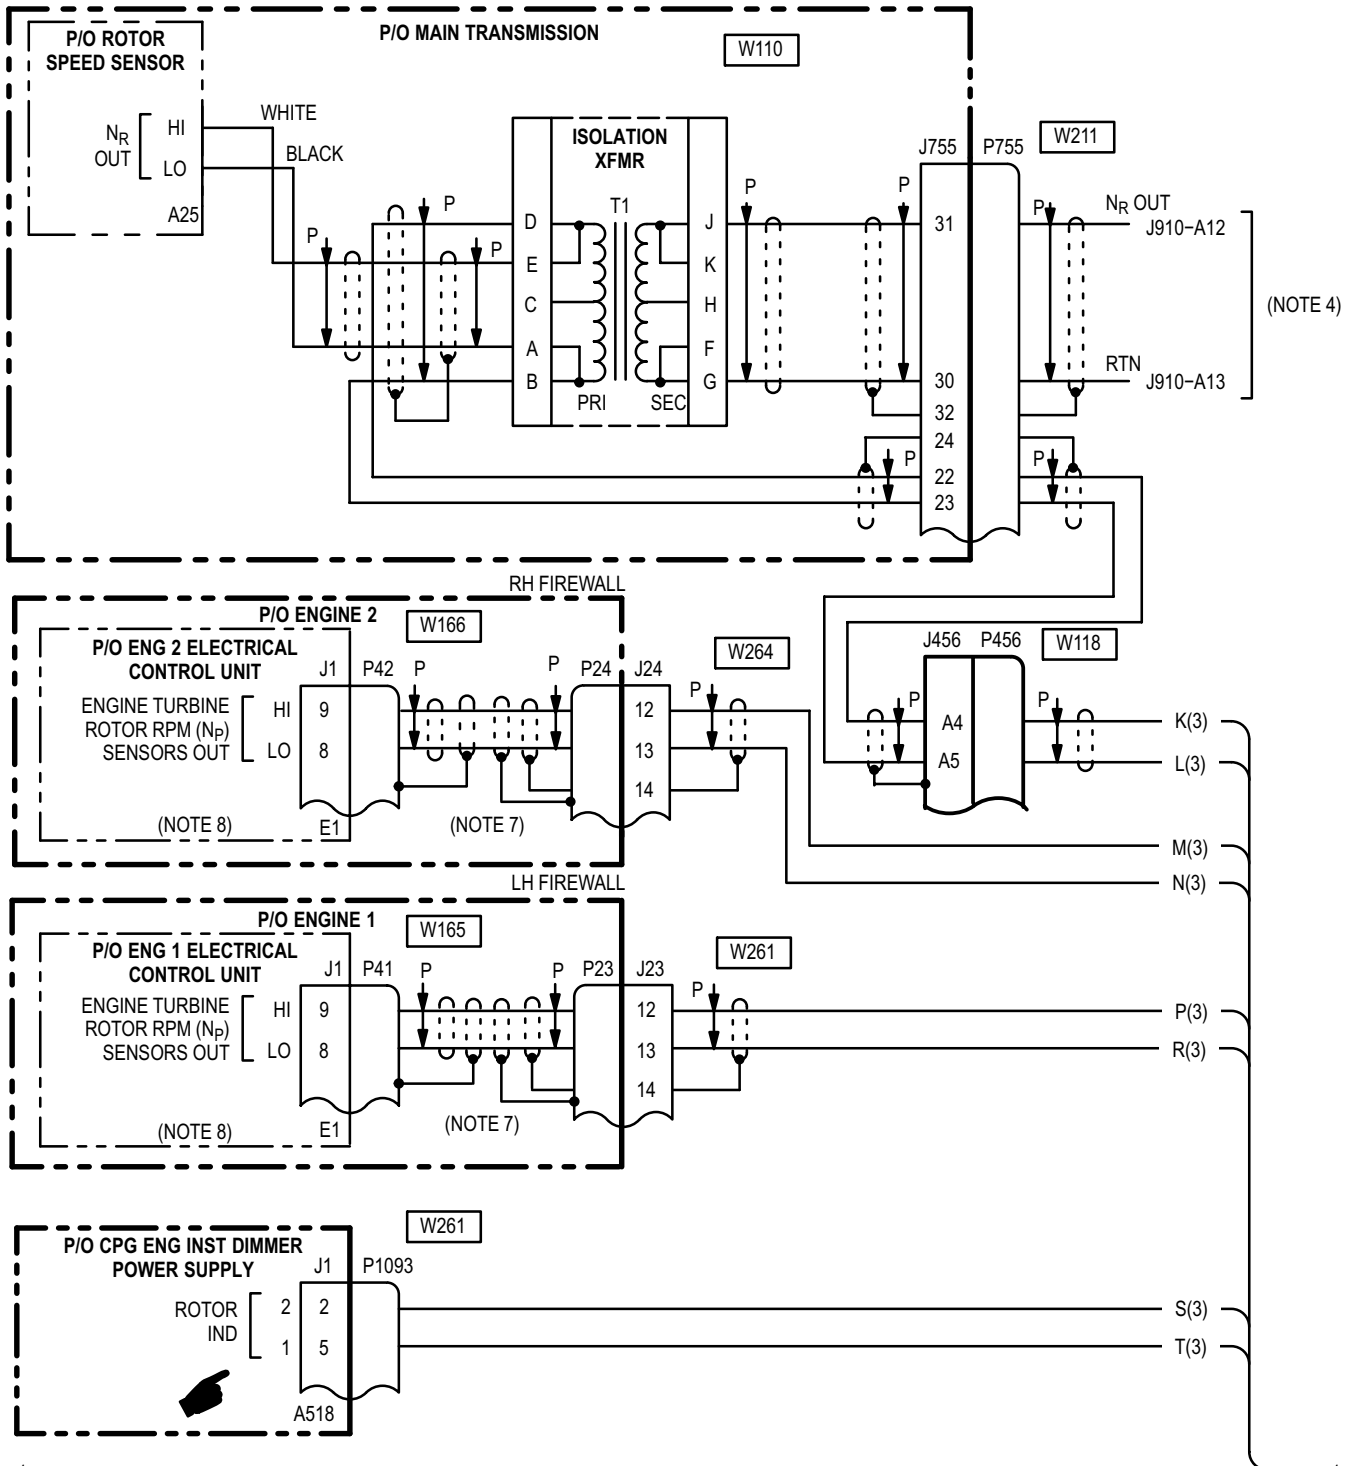 P/O ROTOR
SPEED SENSOR
P/O MAIN TRANSMISSION
W110
NR
OUT
HI
LO
A25
WHITE
BLACK
ISOLATION
XFMR
T1
D
E
C
A
B
J
K
H
F
G
PRI
SEC
P
P
P
P
P
J755
P755
W211
31
30
32
24
22
23
P
P
P
NR OUT
J910–A12
RTN
J910–A13
(NOTE 4)
RH FIREWALL
P/O ENGINE 2
W166
P/O ENG 2 ELECTRICAL
CONTROL UNIT
J1
P42
P
P
P24
J24
W264
ENGINE TURBINE
ROTOR RPM (NP)
SENSORS OUT
HI
LO
9
8
12
13
14
P
(NOTE 8)
E1
(NOTE 7)
J456
P456
W118
P
A4
A5
P
K(3)
L(3)
M(3)
N(3)
LH FIREWALL
P/O ENGINE 1
W165
P/O ENG 1 ELECTRICAL
CONTROL UNIT
J1
P41
P
P
P23
J23
W261
ENGINE TURBINE
ROTOR RPM (NP)
SENSORS OUT
HI
LO
9
8
12
13
14
P
P(3)
R(3)
(NOTE 8)
E1
(NOTE 7)
W261
P/O CPG ENG INST DIMMER
POWER SUPPLY
J1
P1093
ROTOR
IND
2
1
2
5
S(3)
T(3)
A518